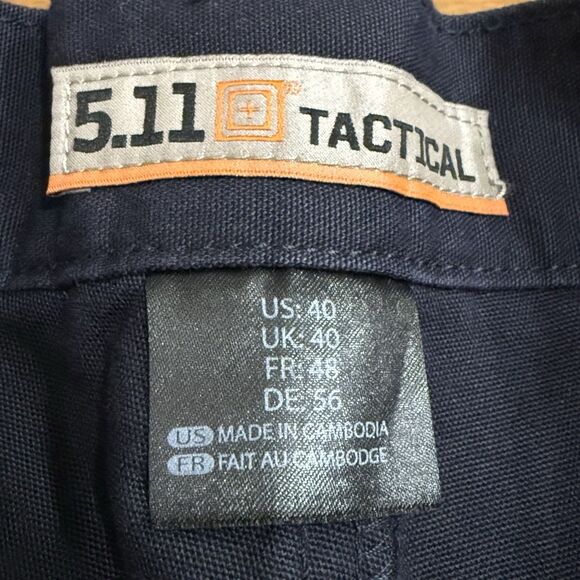 5.11 TACTICAL
US: 40
UK: 40
FR: 48
DE: 56
US MADE IN CAMBODIA
FR FAIT AU CAMBODGE